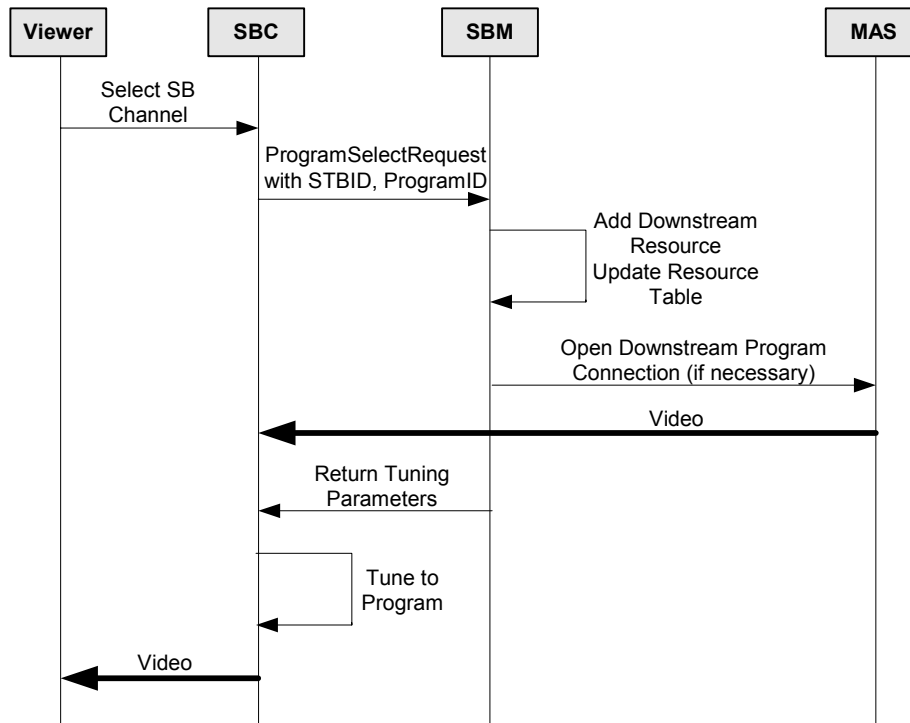 Viewer
SBC
SBM
MAS
Select SB
Channel
ProgramSelectRequest
with STBID, ProgramID
Add Downstream
Resource
Update Resource
Table
Open Downstream Program
Connection (if necessary)
Video
Return Tuning
Parameters
Tune to
Program
Video